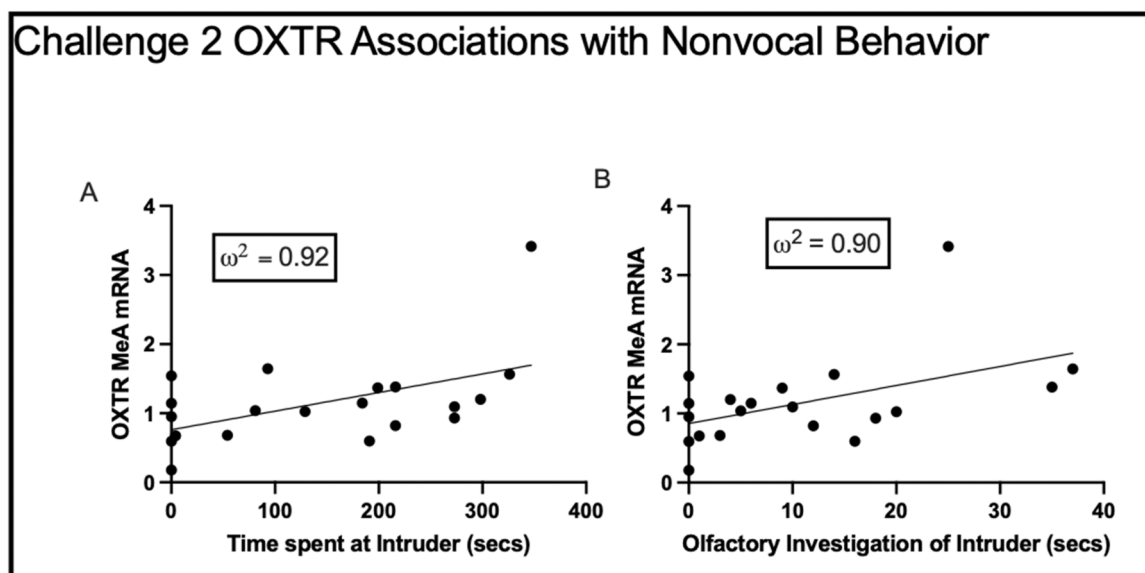 Challenge 2 OXTR Associations with Nonvocal Behavior
A
4
3
2
1
0
OXTR MeA mRNA
ω² = 0.92
0 100 200 300 400
Time spent at Intruder (secs)
B
4
3
2
1
0
OXTR MeA mRNA
ω² = 0.90
0 10 20 30 40
Olfactory Investigation of Intruder (secs)